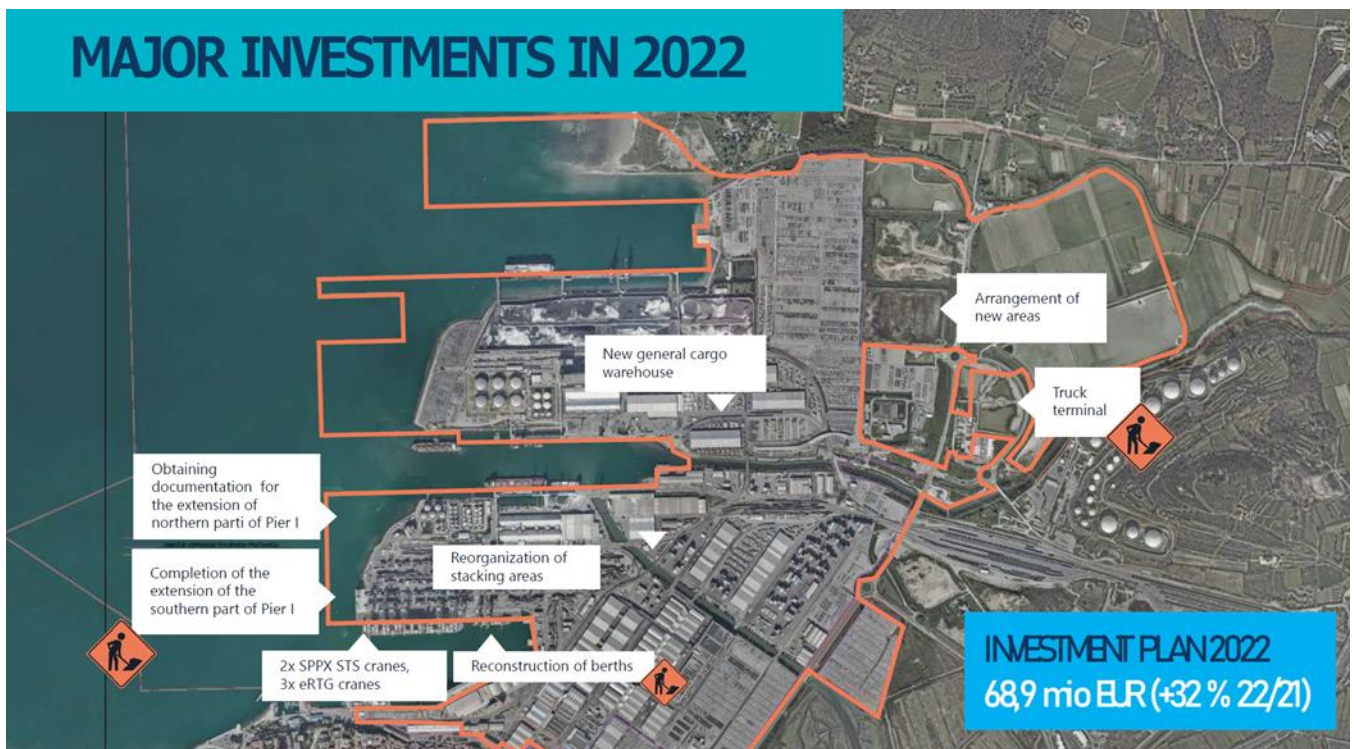 MAJOR INVESTMENTS IN 2022
Arrangement of
new areas
New general cargo
warehouse
Truck
terminal
Obtaining
documentation for
the extension of
northern parti of Pier I
Reorganization of
stacking areas
Completion of the
extension of the
southern part of Pier I
2x SPPX STS cranes,
3x eRTG cranes
Reconstruction of berths
INVESTMENT PLAN 2022
68,9 mio EUR (+32 % 22/21)